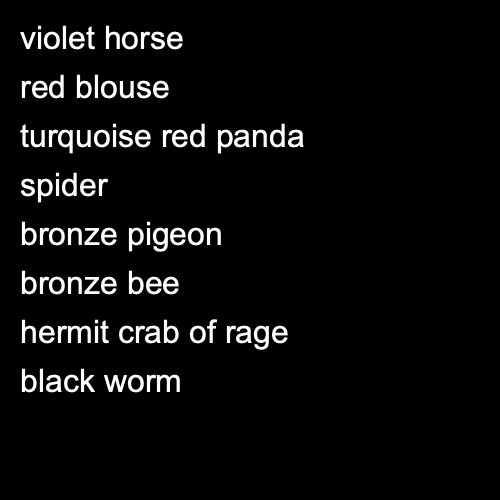 violet horse
red blouse
turquoise red panda
spider
bronze pigeon
bronze bee
hermit crab of rage
black worm